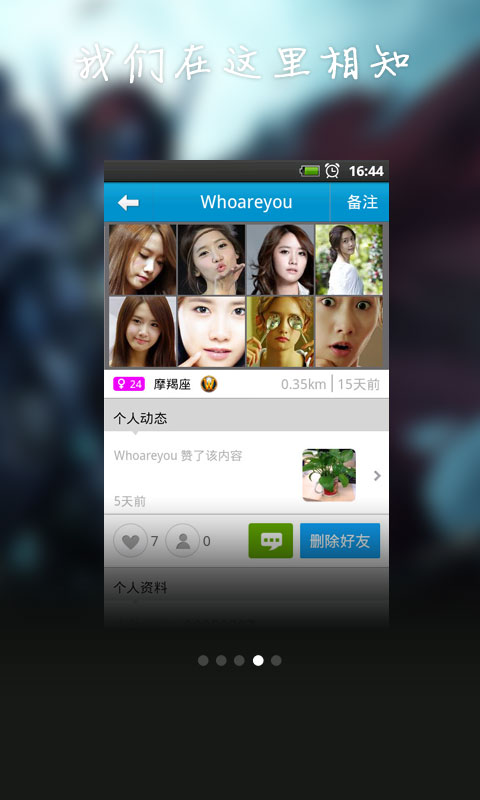 我们在这里相知
16:44
Whoareyou
备注
♀ 24 摩羯座
0.35km | 15天前
个人动态
Whoareyou 赞了该内容
5天前
7
0
删除好友
个人资料